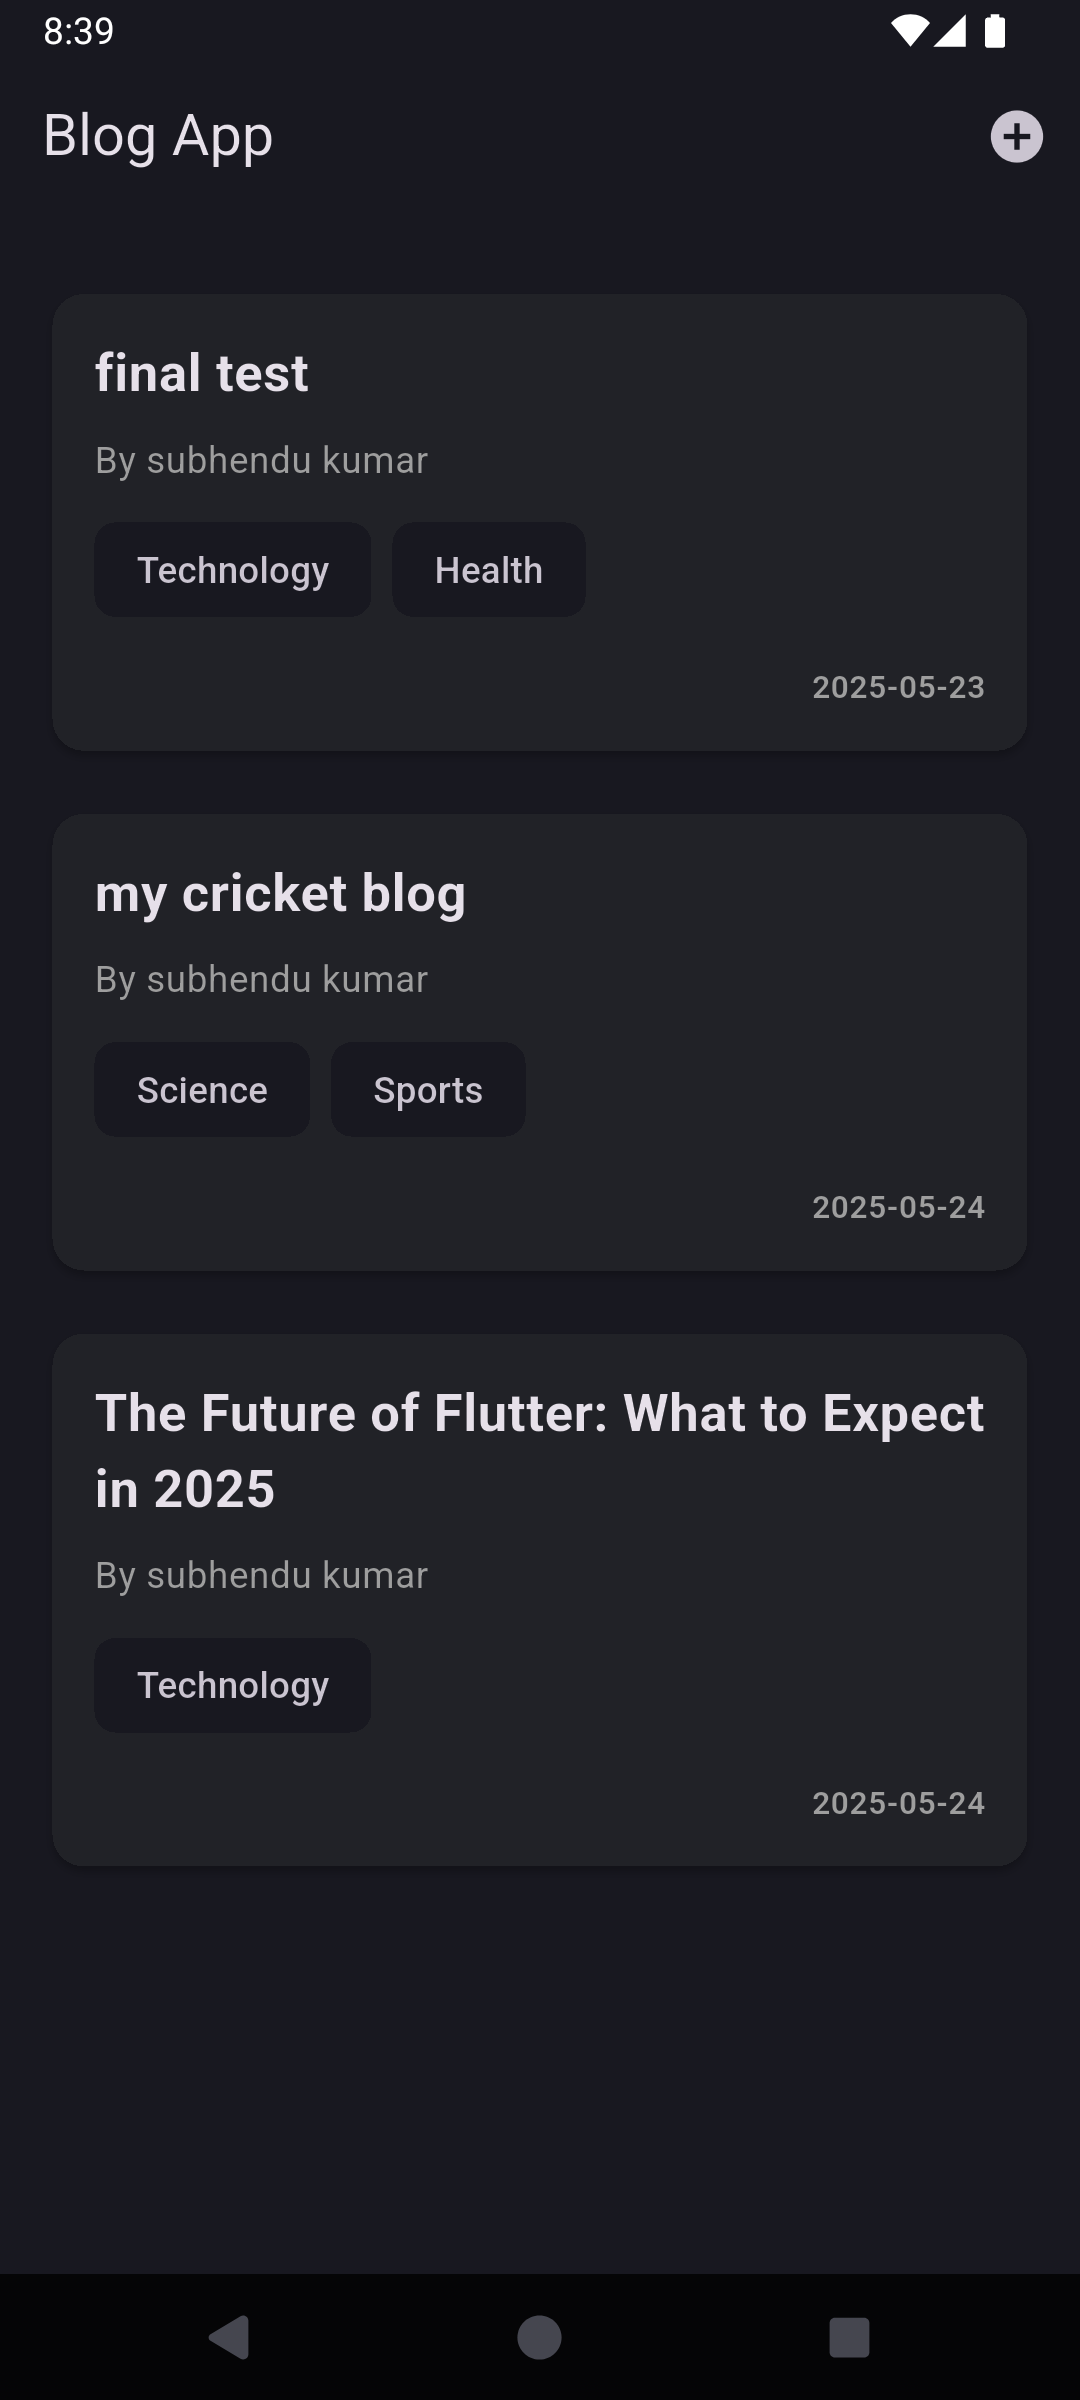 8:39
Blog App
final test
By subhendu kumar
Technology Health
2025-05-23
my cricket blog
By subhendu kumar
Science Sports
2025-05-24
The Future of Flutter: What to Expect
in 2025
By subhendu kumar
Technology
2025-05-24